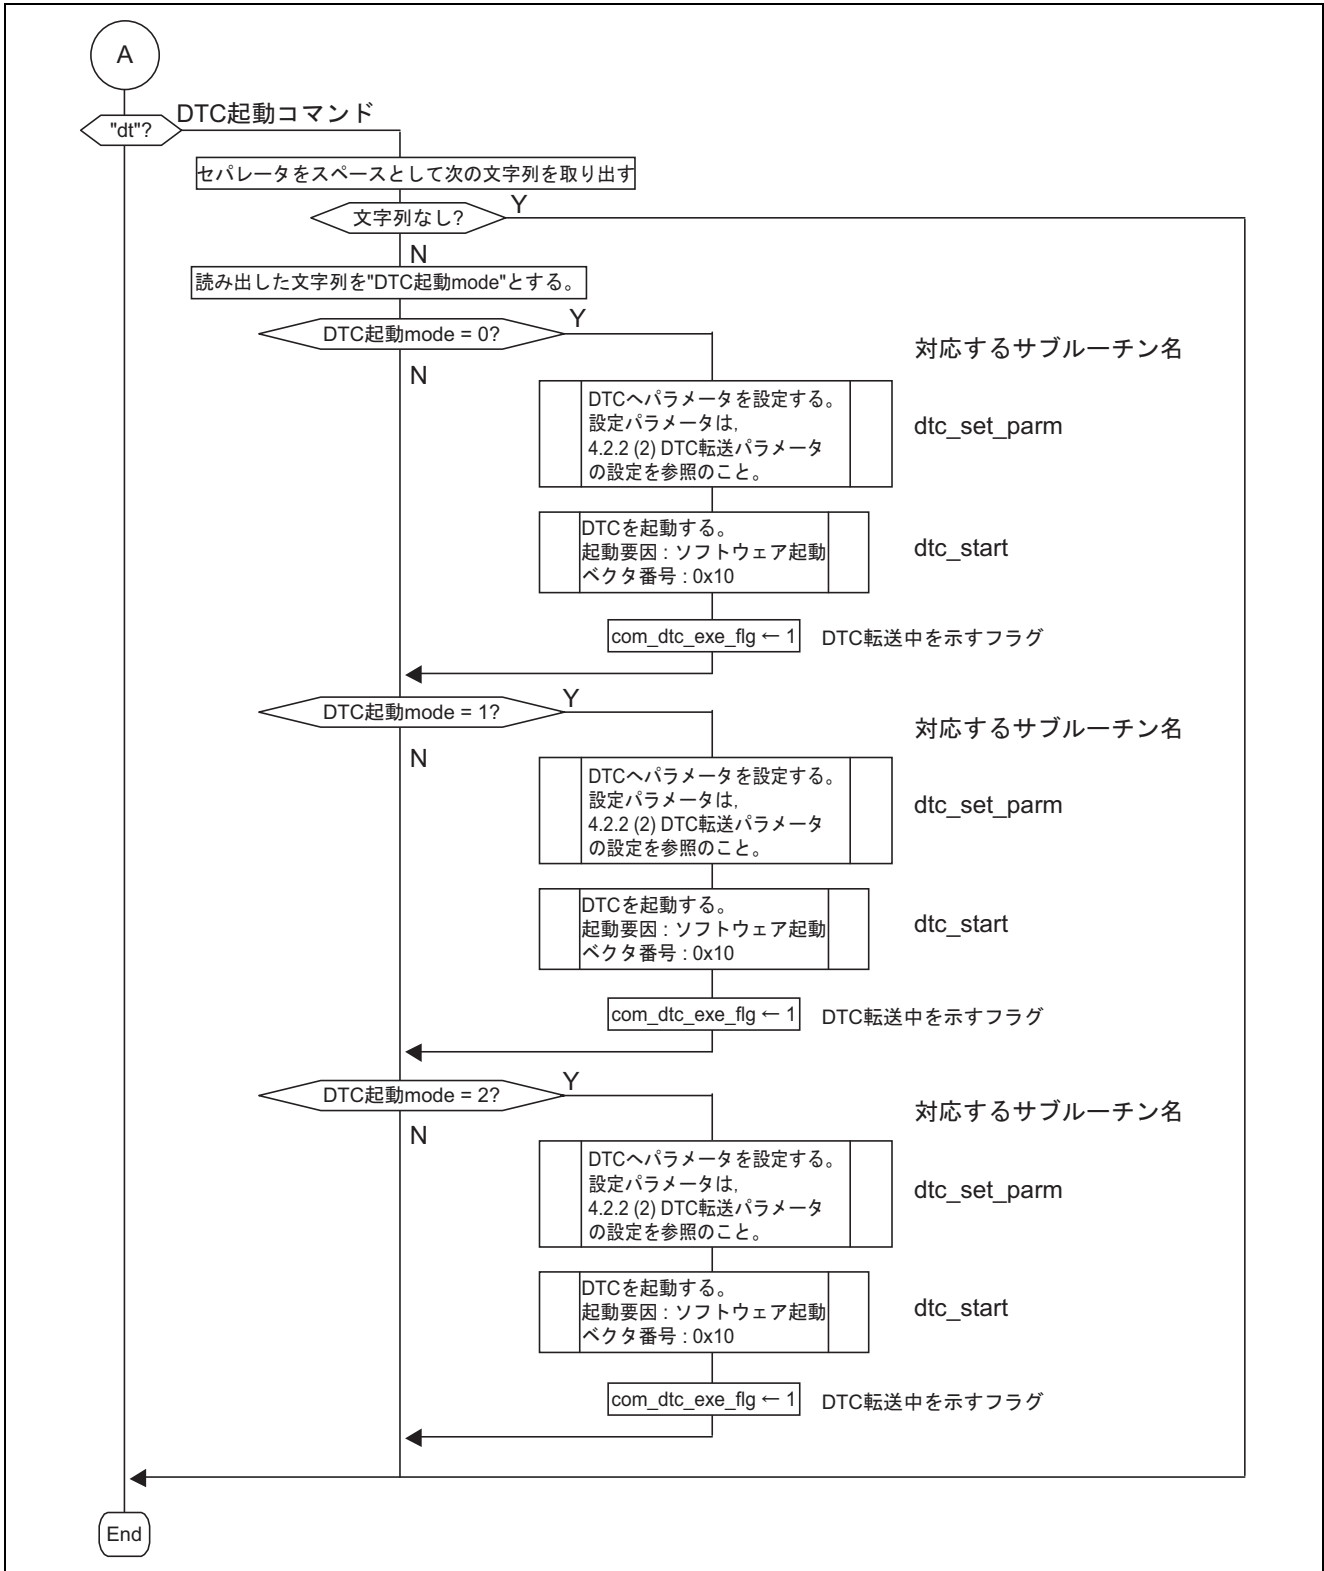 A
"dt"?
DTC起動コマンド
セパレータをスペースとして次の文字列を取り出す
文字列なし?
Y
N
読み出した文字列を"DTC起動mode"とする。
DTC起動mode = 0?
Y
N
対応するサブルーチン名
DTCへパラメータを設定する。
設定パラメータは,
4.2.2 (2) DTC転送パラメータ
の設定を参照のこと。
dtc_set_parm
DTCを起動する。
起動要因 : ソフトウェア起動
ベクタ番号 : 0x10
dtc_start
com_dtc_exe_flg ← 1
DTC転送中を示すフラグ
DTC起動mode = 1?
Y
N
対応するサブルーチン名
DTCへパラメータを設定する。
設定パラメータは,
4.2.2 (2) DTC転送パラメータ
の設定を参照のこと。
dtc_set_parm
DTCを起動する。
起動要因 : ソフトウェア起動
ベクタ番号 : 0x10
dtc_start
com_dtc_exe_flg ← 1
DTC転送中を示すフラグ
DTC起動mode = 2?
Y
N
対応するサブルーチン名
DTCへパラメータを設定する。
設定パラメータは,
4.2.2 (2) DTC転送パラメータ
の設定を参照のこと。
dtc_set_parm
DTCを起動する。
起動要因 : ソフトウェア起動
ベクタ番号 : 0x10
dtc_start
com_dtc_exe_flg ← 1
DTC転送中を示すフラグ
End